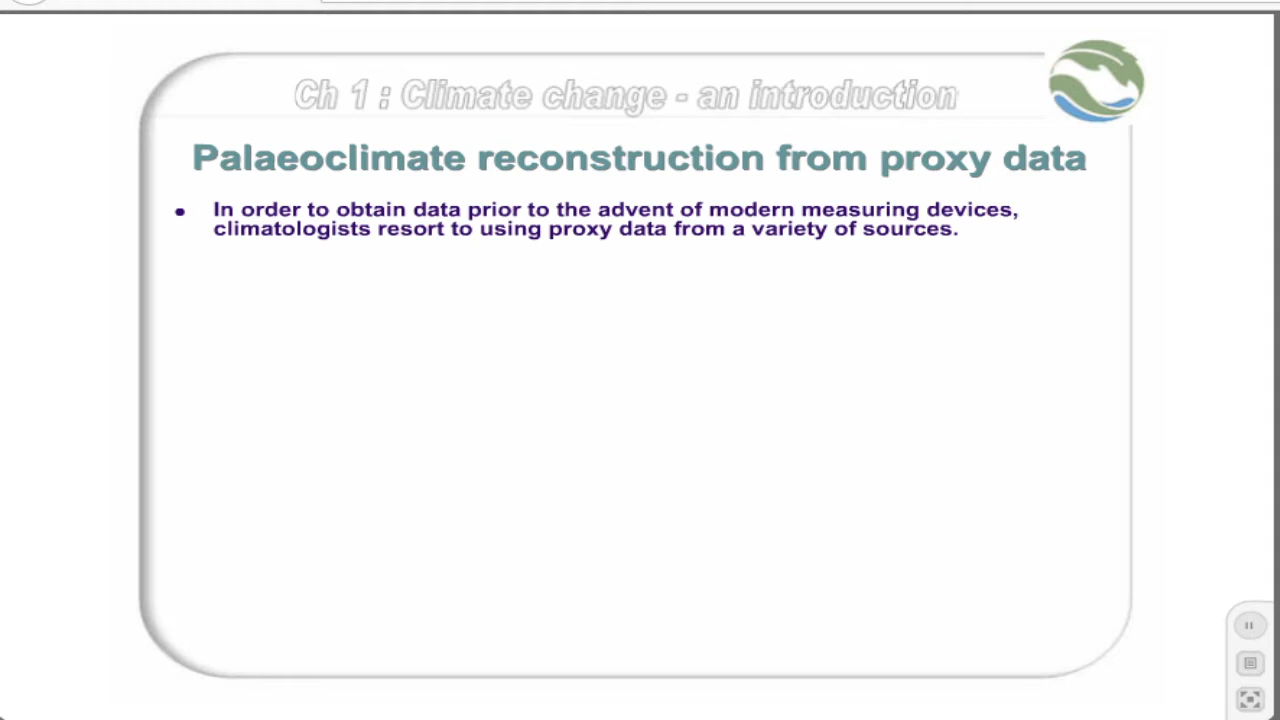 Ch 1 : Climate change - an introduction
Palaeoclimate reconstruction from proxy data
• In order to obtain data prior to the advent of modern measuring devices,
climatologists resort to using proxy data from a variety of sources.